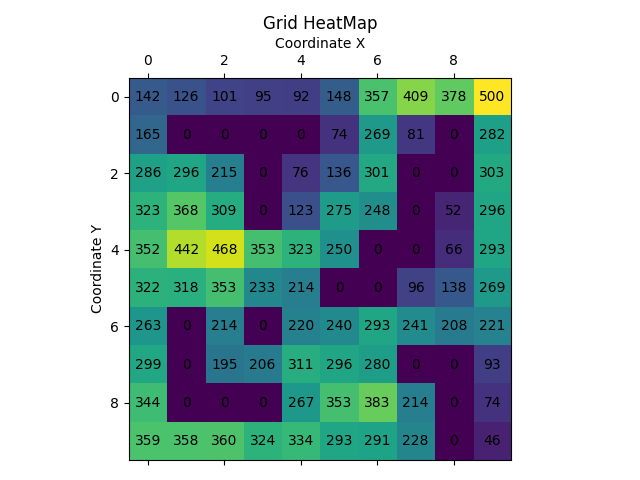 Grid HeatMap
Coordinate X
0 2 4 6 8
0 142 126 101 95 92 148 357 409 378 500
165 0 0 0 0 74 269 81 0 282
2 286 296 215 0 76 136 301 0 0 303
323 368 309 0 123 275 248 0 52 296
4 352 442 468 353 323 250 0 0 66 293
Coordinate Y
322 318 353 233 214 0 0 96 138 269
6 263 0 214 0 220 240 293 241 208 221
299 0 195 206 311 296 280 0 0 93
8 344 0 0 0 267 353 383 214 0 74
359 358 360 324 334 293 291 228 0 46